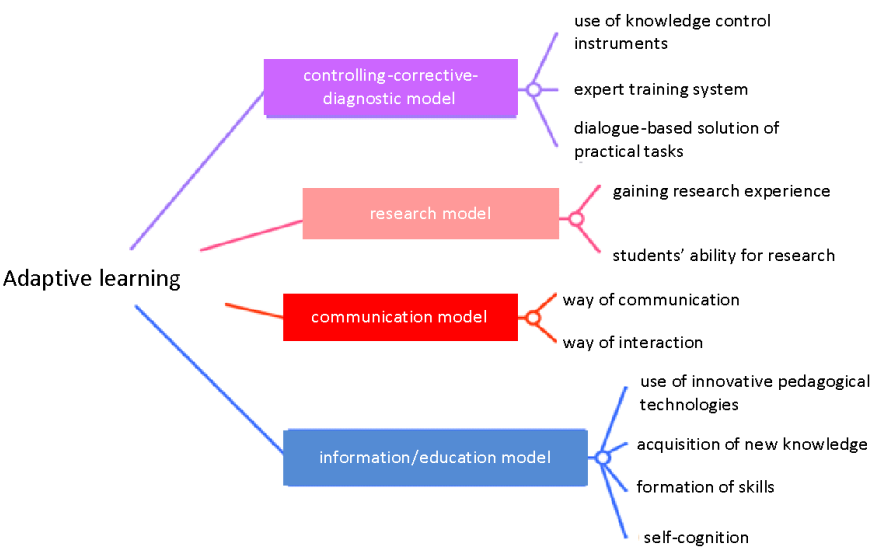 Adaptive learning
controlling-corrective-
diagnostic model
use of knowledge control
instruments
expert training system
dialogue-based solution of
practical tasks
research model
gaining research experience
students’ ability for research
communication model
way of communication
way of interaction
information/education model
use of innovative pedagogical
technologies
acquisition of new knowledge
formation of skills
self-cognition